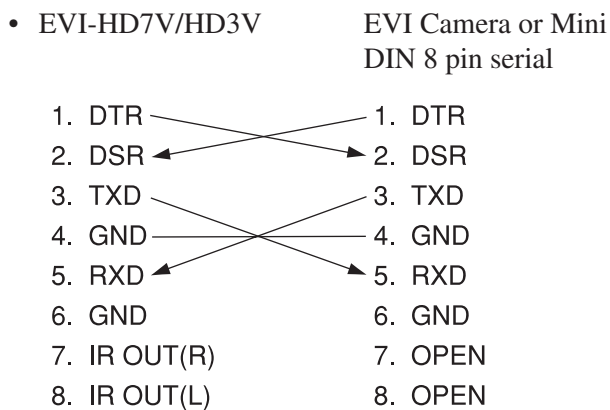 • EVI-HD7V/HD3V EVI Camera or Mini
DIN 8 pin serial
1. DTR 1. DTR
2. DSR 2. DSR
3. TXD 3. TXD
4. GND 4. GND
5. RXD 5. RXD
6. GND 6. GND
7. IR OUT(R) 7. OPEN
8. IR OUT(L) 8. OPEN